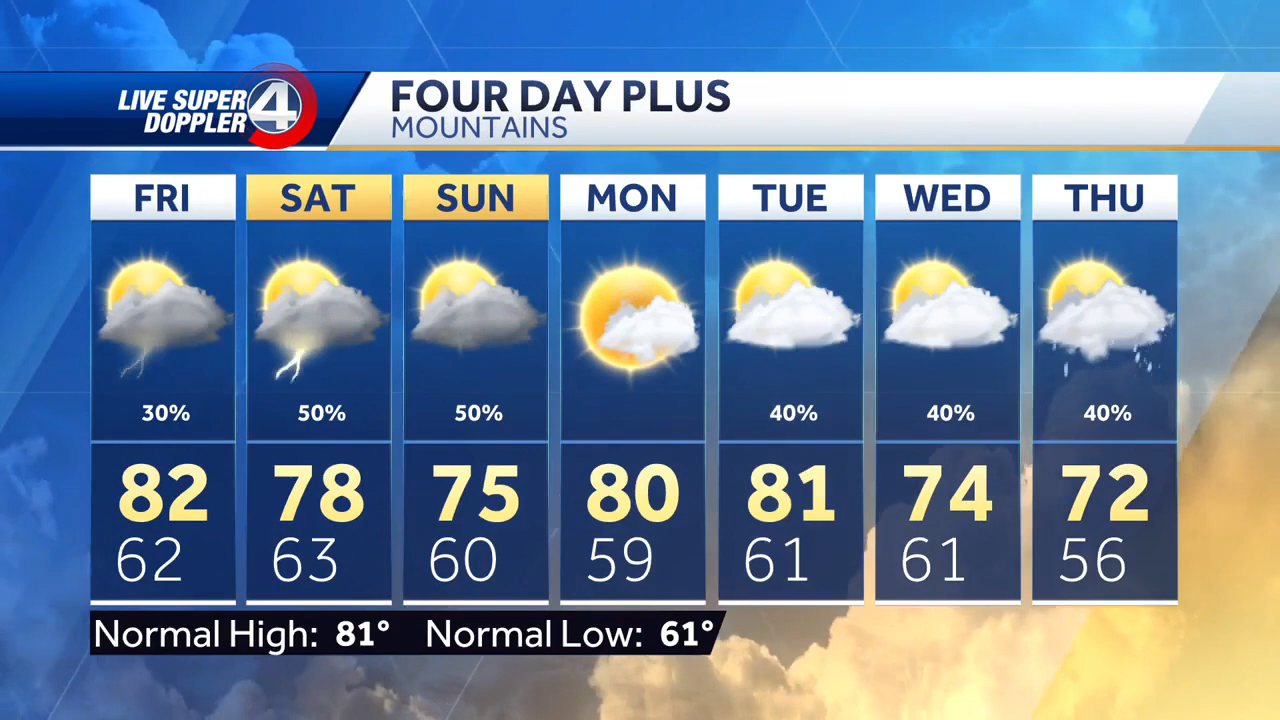 LIVE SUPER
DOPPLER 4
FOUR DAY PLUS
MOUNTAINS
FRI SAT SUN MON TUE WED THU
30% 50% 50% 40% 40% 40%
82 78 75 80 81 74 72
62 63 60 59 61 61 56
Normal High: 81° Normal Low: 61°